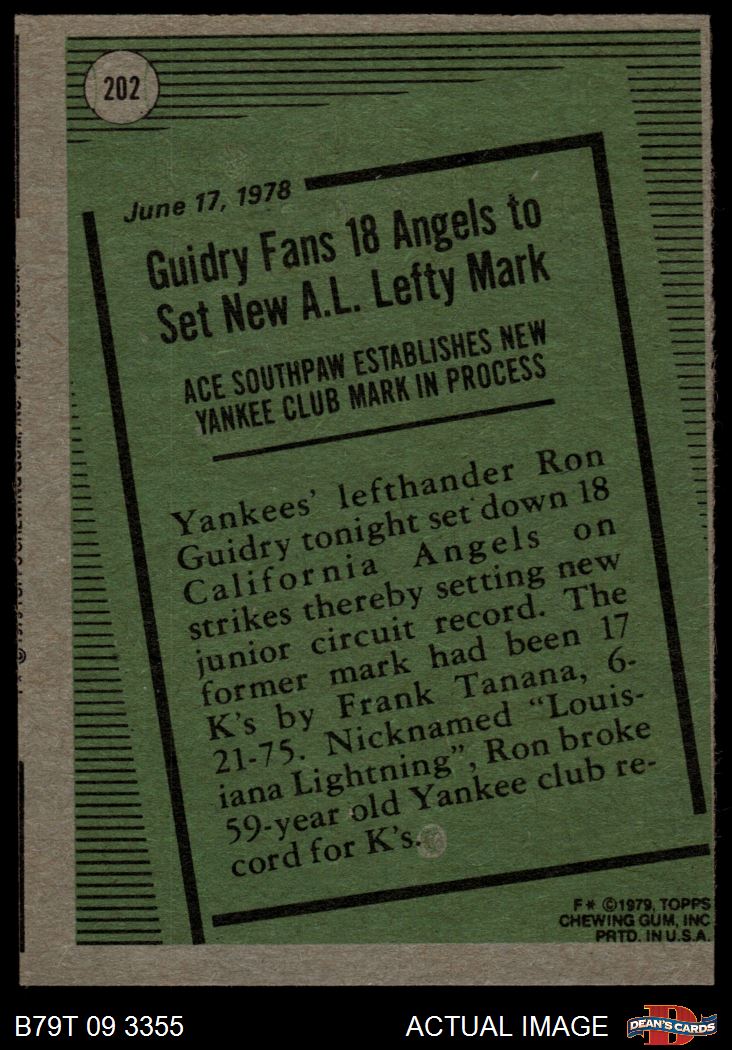 202
June 17, 1978
Guidry Fans 18 Angels to
Set New A.L. Lefty Mark
ACE SOUTHPAW ESTABLISHES NEW
YANKEE CLUB MARK IN PROCESS
Yankees' lefthander Ron
Guidry tonight set down 18
California Angels on
strikes thereby setting new
junior circuit record. The
former mark had been 17
K's by Frank Tanana, 6-
21-75. Nicknamed “Louis-
iana Lightning”, Ron broke
59-year old Yankee club re-
cord for K's.
F* ©1979, TOPPS
CHEWING GUM, INC
PRTD. IN U.S.A.
B79T 09 3355
ACTUAL IMAGE
D
DEAN'S CARDS